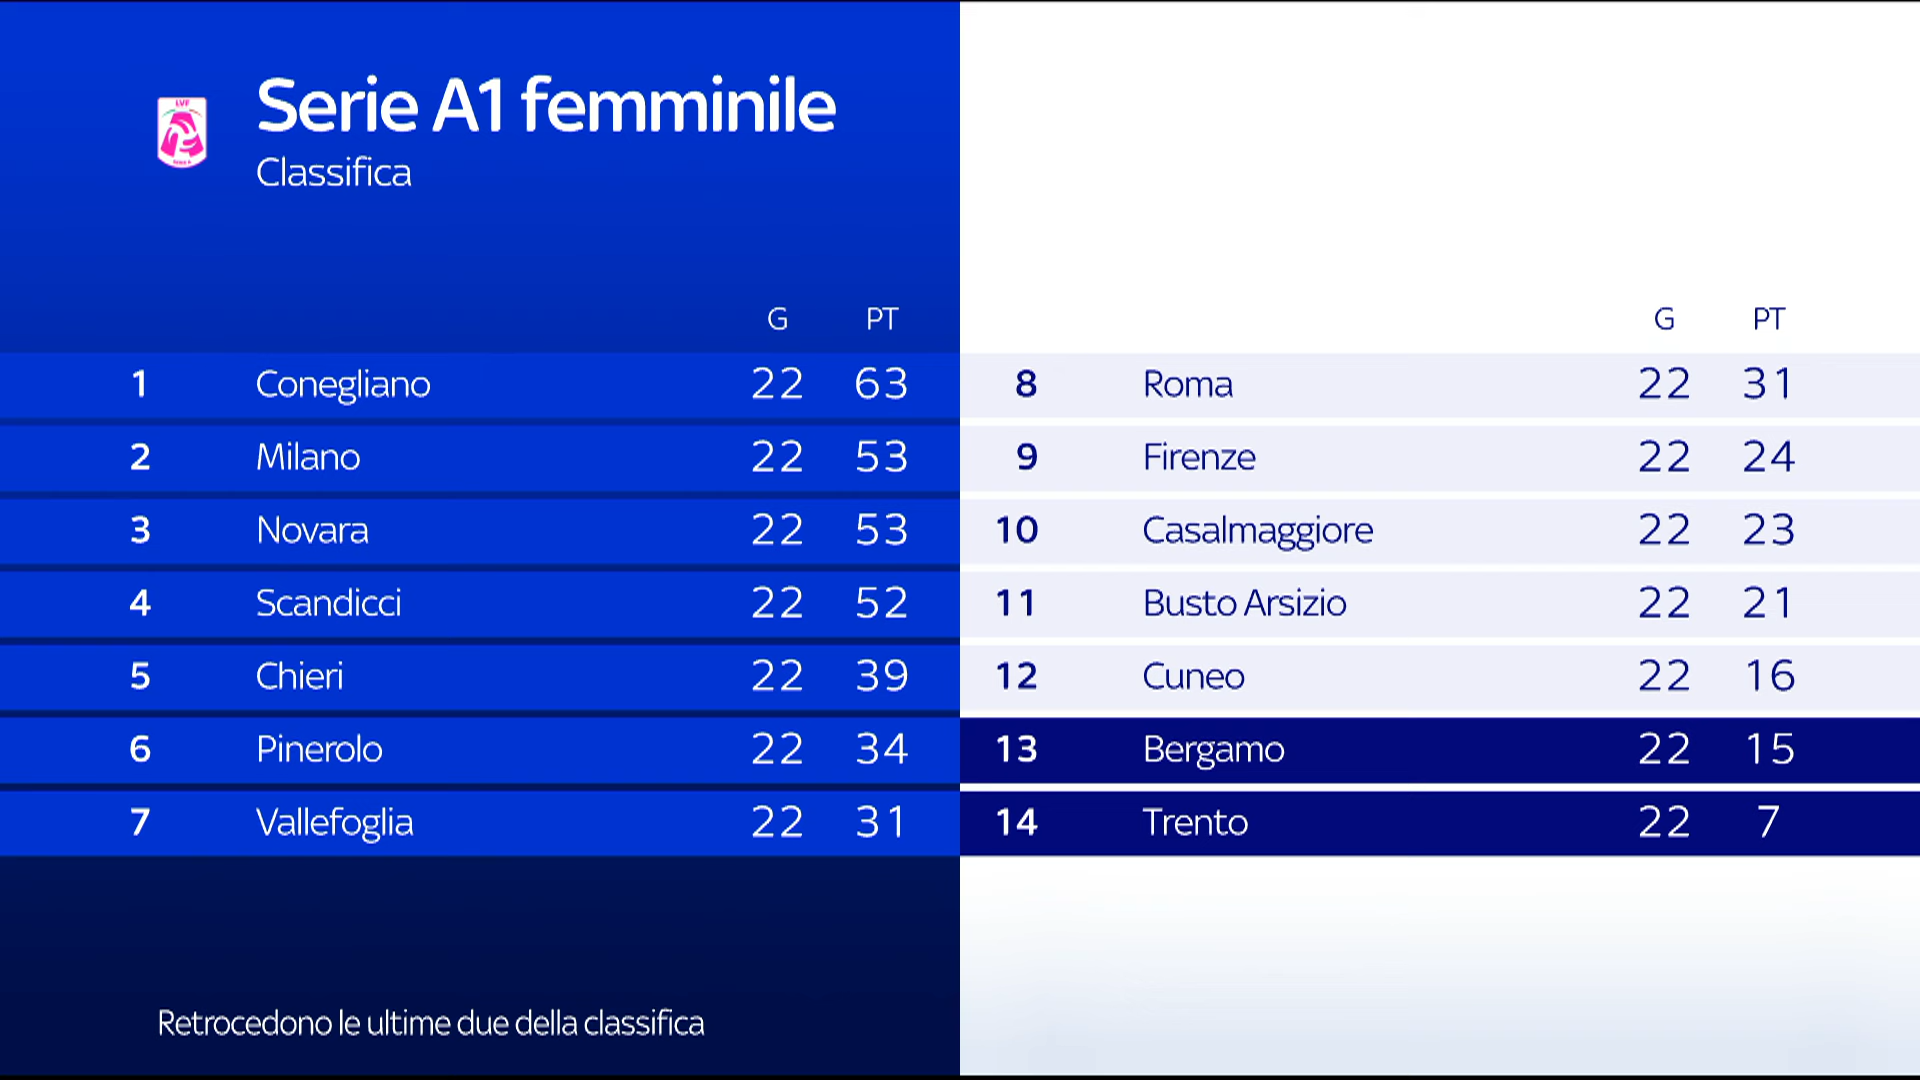 LVF
Serie A1 femminile
Classifica
G PT
1 Conegliano 22 63
2 Milano 22 53
3 Novara 22 53
4 Scandicci 22 52
5 Chieri 22 39
6 Pinerolo 22 34
7 Vallefoglia 22 31
G PT
8 Roma 22 31
9 Firenze 22 24
10 Casalmaggiore 22 23
11 Busto Arsizio 22 21
12 Cuneo 22 16
13 Bergamo 22 15
14 Trento 22 7
Retrocedono le ultime due della classifica